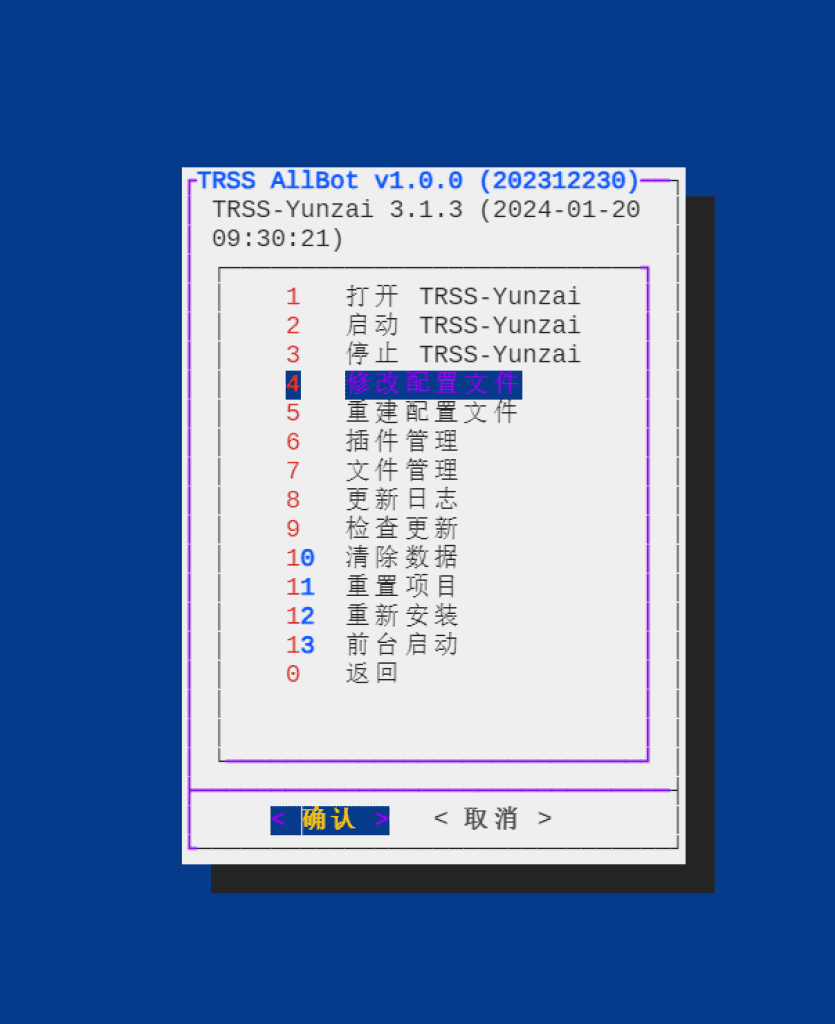 TRSS AllBot v1.0.0 (202312230)
TRSS-Yunzai 3.1.3 (2024-01-20
09:30:21)
1 打开 TRSS-Yunzai
2 启动 TRSS-Yunzai
3 停止 TRSS-Yunzai
4 修改配置文件
5 重建配置文件
6 插件管理
7 文件管理
8 更新日志
9 检查更新
10 清除数据
11 重置项目
12 重新安装
13 前台启动
0 返回
< 确认 > < 取消 >